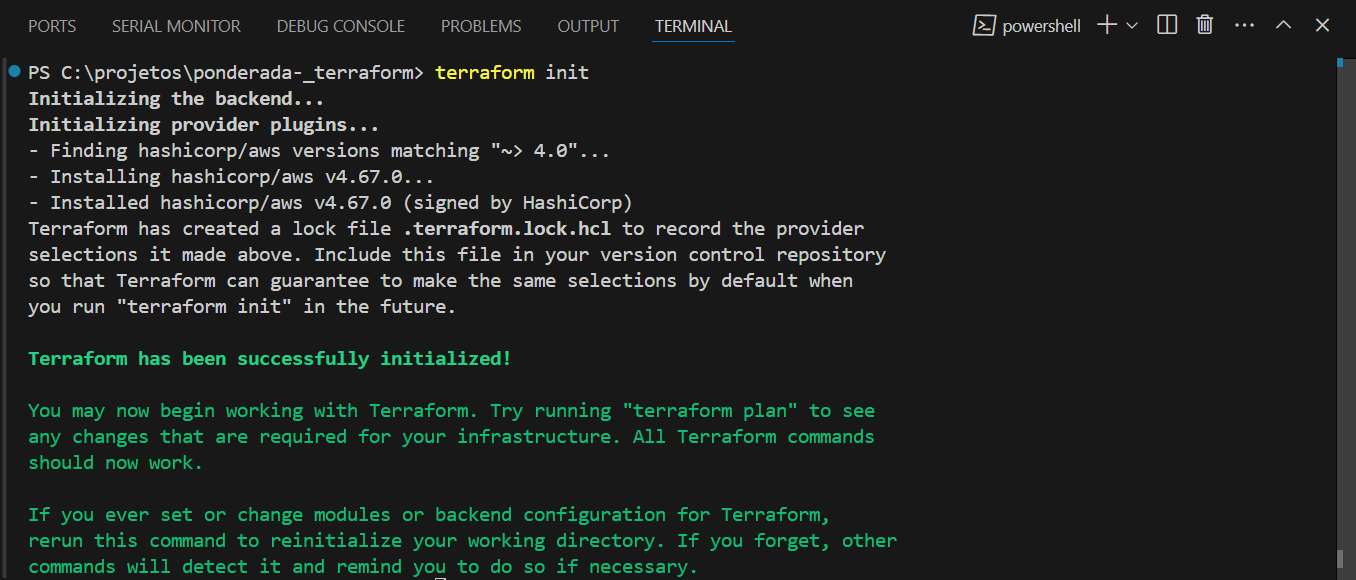 PORTS SERIAL MONITOR DEBUG CONSOLE PROBLEMS OUTPUT TERMINAL powershell
PS C:\projetos\ponderada-_terraform> terraform init
Initializing the backend...
Initializing provider plugins...
- Finding hashicorp/aws versions matching "~> 4.0"...
- Installing hashicorp/aws v4.67.0...
- Installed hashicorp/aws v4.67.0 (signed by HashiCorp)
Terraform has created a lock file .terraform.lock.hcl to record the provider
selections it made above. Include this file in your version control repository
so that Terraform can guarantee to make the same selections by default when
you run "terraform init" in the future.
Terraform has been successfully initialized!
You may now begin working with Terraform. Try running "terraform plan" to see
any changes that are required for your infrastructure. All Terraform commands
should now work.
If you ever set or change modules or backend configuration for Terraform,
rerun this command to reinitialize your working directory. If you forget, other
commands will detect it and remind you to do so if necessary.